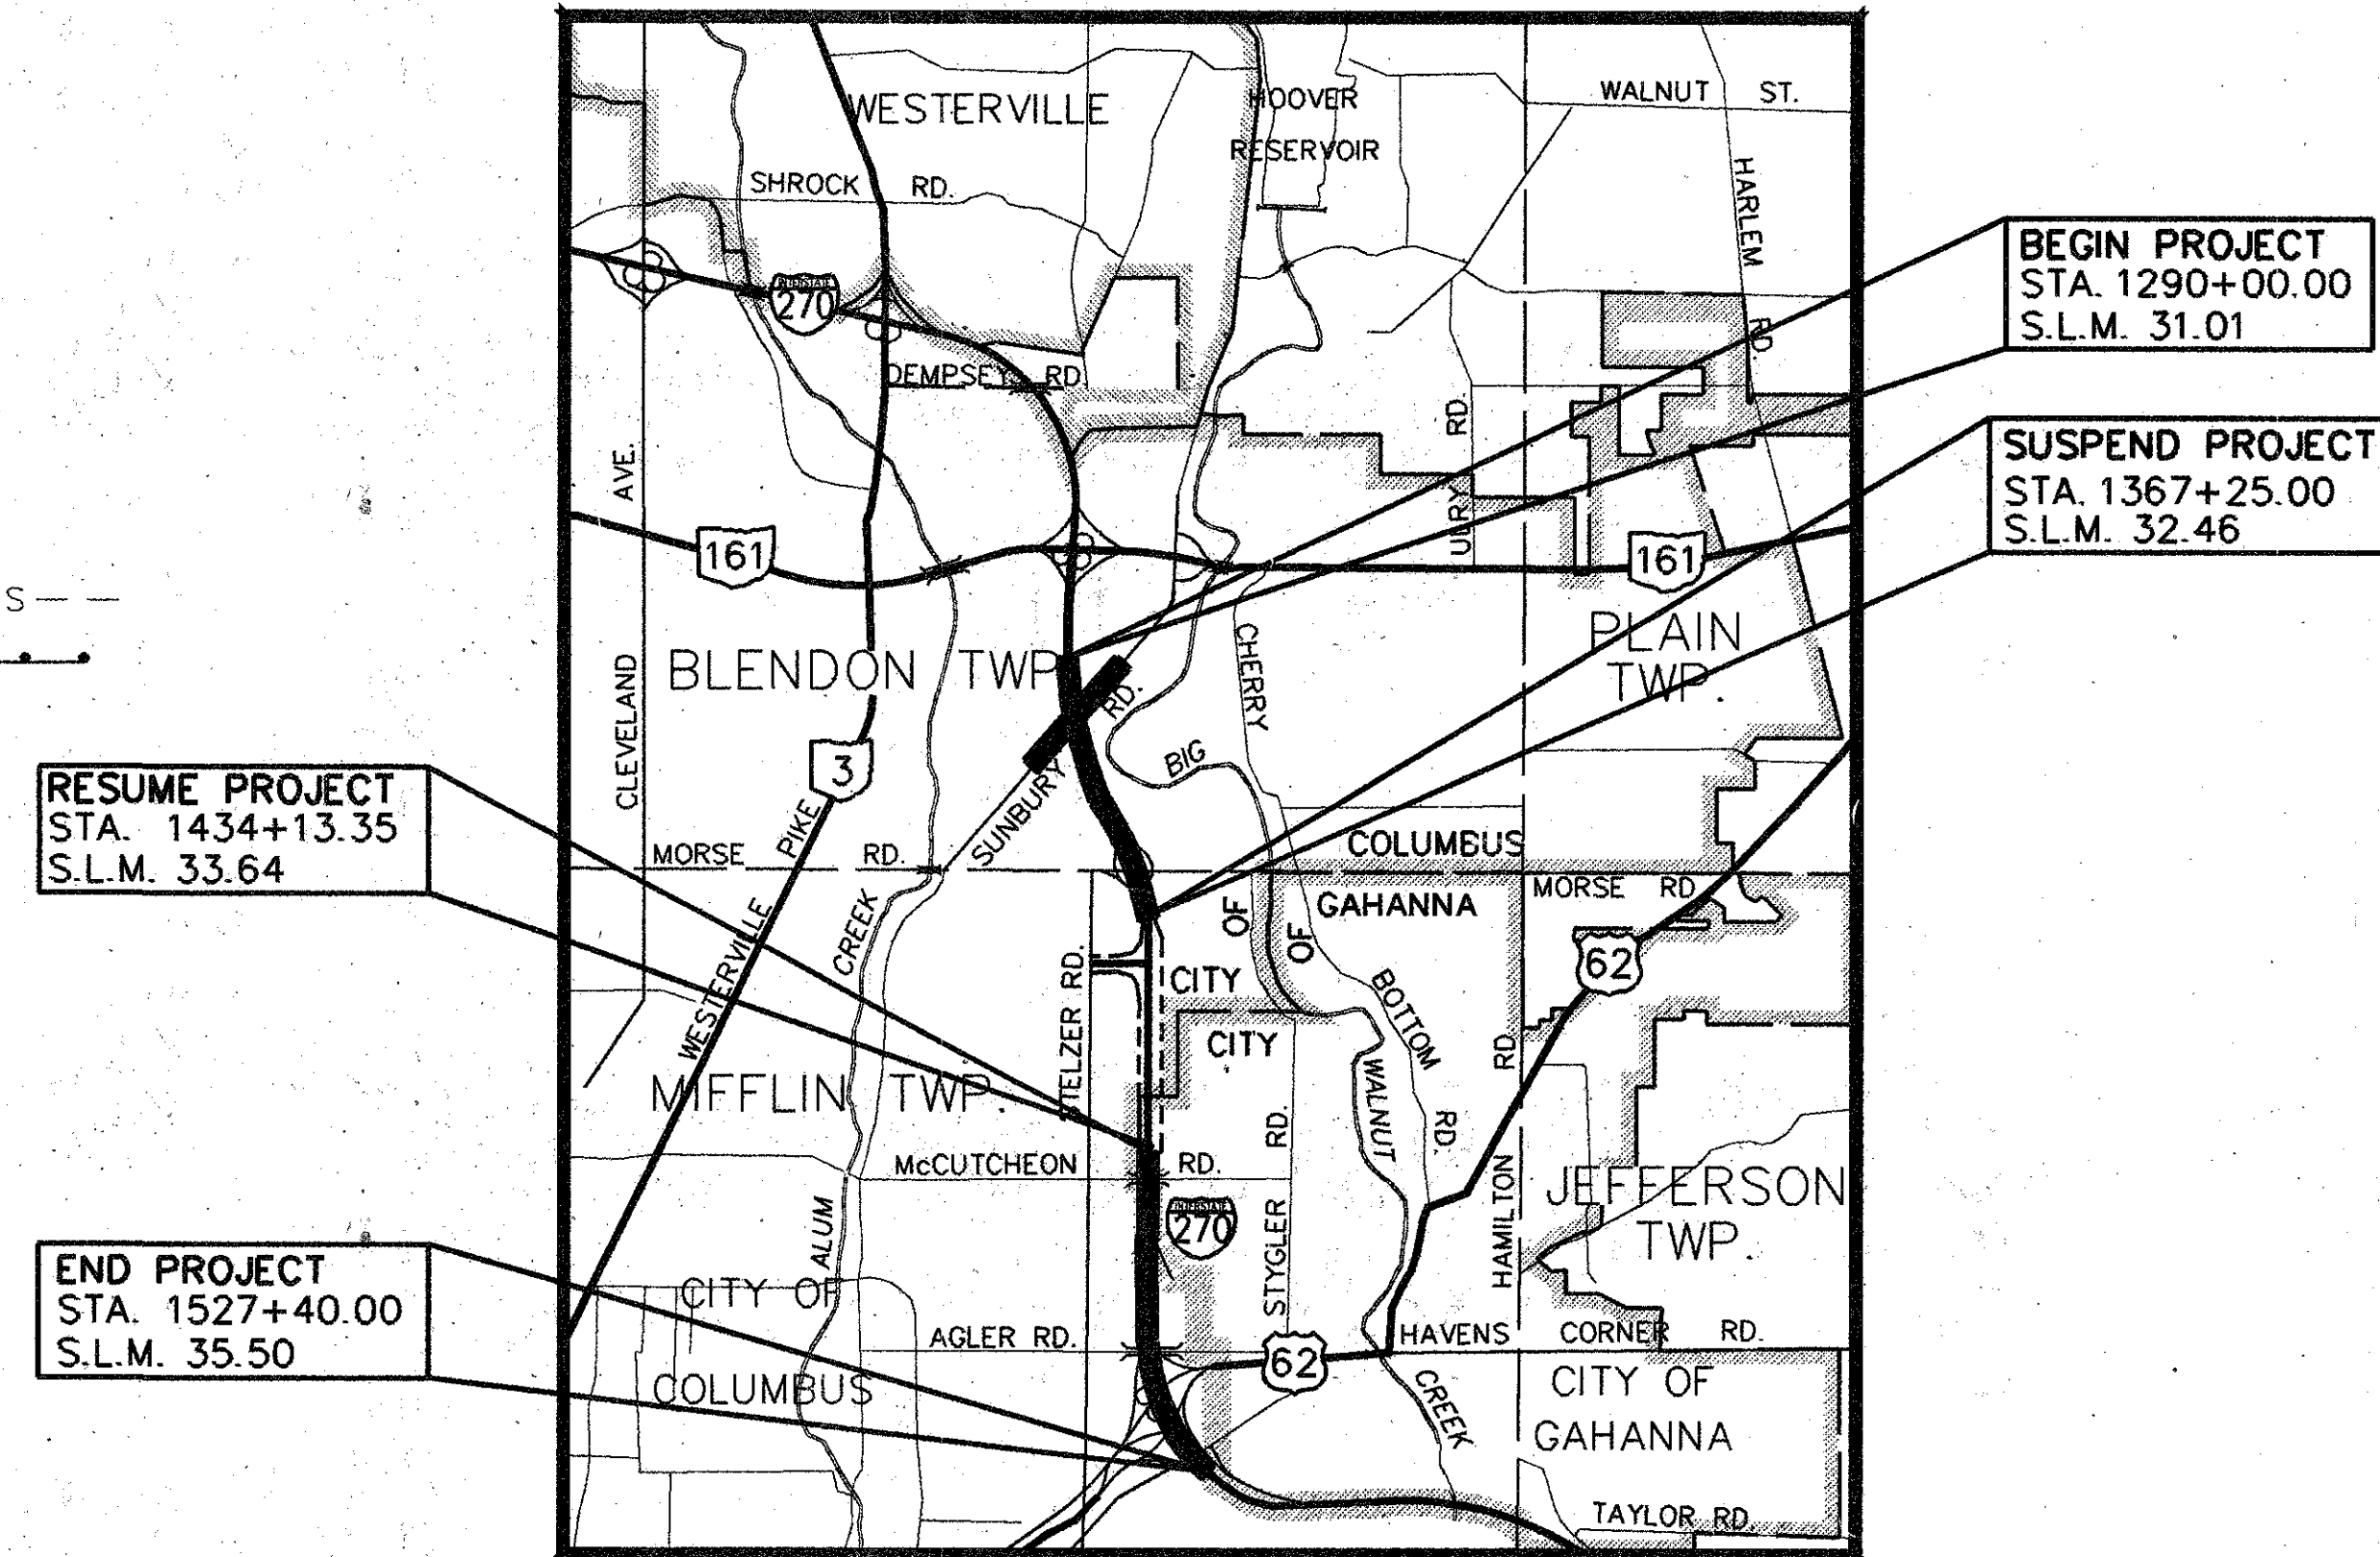 WESTERVILLE
HOOVER
RESERVOIR
WALNUT ST.
SHROCK RD.
HARLEM RD.
INTERSTATE
270
DEMPSEY RD.
BEGIN PROJECT
STA. 1290+00.00
S.L.M. 31.01
SUSPEND PROJECT
STA. 1367+25.00
S.L.M. 32.46
CLEVELAND AVE.
161
ULRY RD.
161
S
BLENDON TWP.
PLAIN
TWP.
CHERRY
BOTTOM
RD.
SUNBURY RD.
3
WESTERVILLE PIKE
BIG
WALNUT
CREEK
RESUME PROJECT
STA. 1434+13.35
S.L.M. 33.64
MORSE RD.
CITY OF COLUMBUS
CITY OF GAHANNA
MORSE RD.
62
ALUM CREEK
STELZER RD.
MIFFLIN TWP.
McCUTCHEON RD.
HAMILTON RD.
JEFFERSON
TWP.
INTERSTATE
270
STYGLER RD.
END PROJECT
STA. 1527+40.00
S.L.M. 35.50
CITY OF
COLUMBUS
AGLER RD.
62
HAVENS CORNER RD.
CITY OF
GAHANNA
TAYLOR RD.